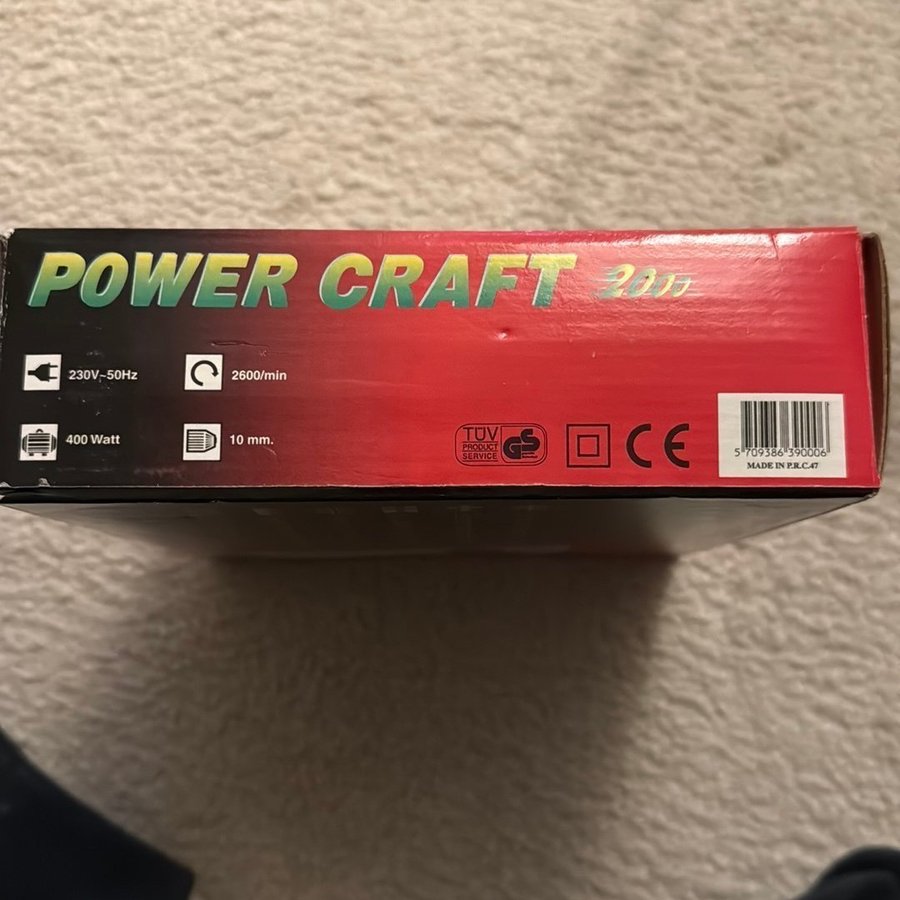 POWER CRAFT 2000
230V~50Hz
2600/min
400 Watt
10 mm.
TÜV
PRODUCT
SERVICE
GS
CE
5 709386 390006
MADE IN P.R.C.47